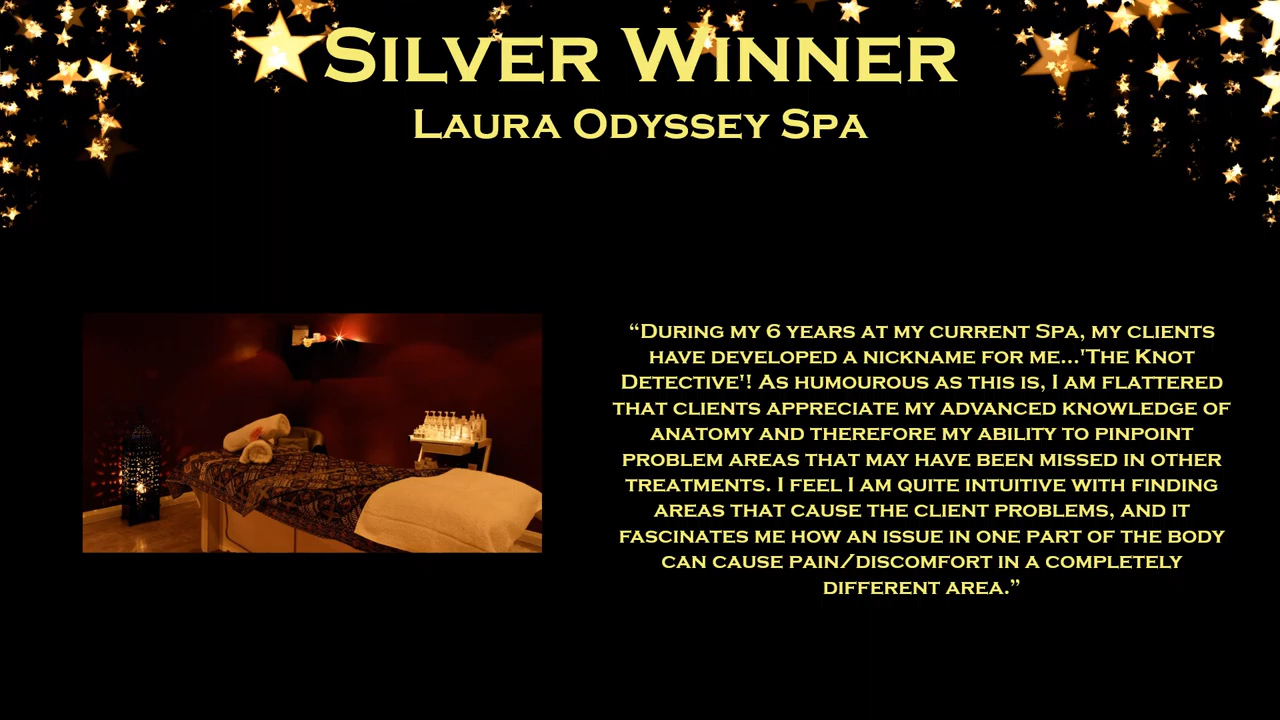 Silver Winner
Laura Odyssey Spa
“During my 6 years at my current Spa, my clients
have developed a nickname for me...'The Knot
Detective'! As humourous as this is, I am flattered
that clients appreciate my advanced knowledge of
anatomy and therefore my ability to pinpoint
problem areas that may have been missed in other
treatments. I feel I am quite intuitive with finding
areas that cause the client problems, and it
fascinates me how an issue in one part of the body
can cause pain/discomfort in a completely
different area.”